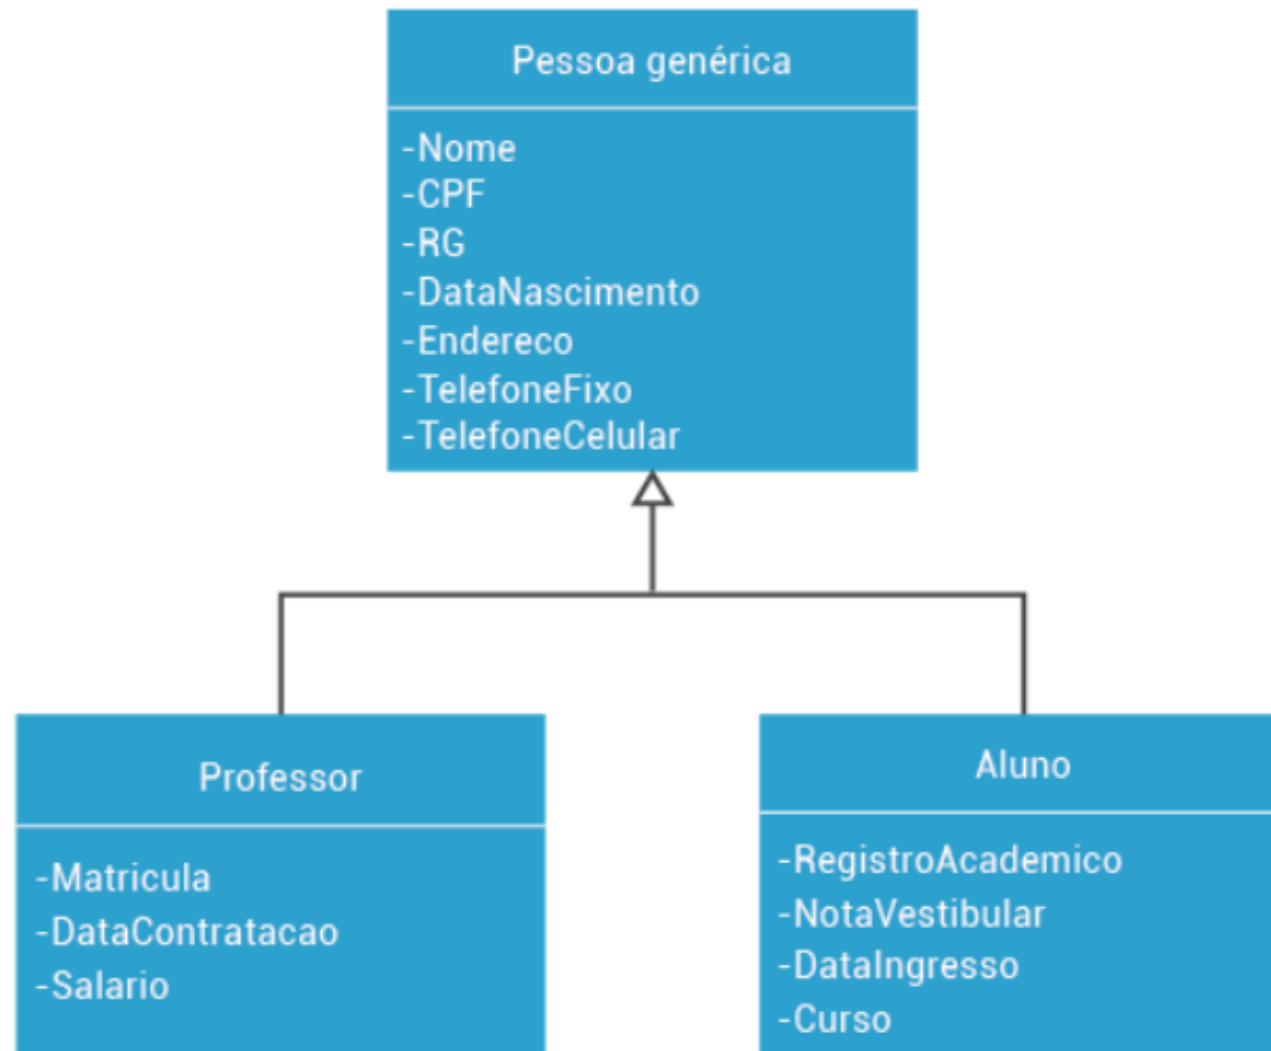 Pessoa genérica
-Nome
-CPF
-RG
-DataNascimento
-Endereco
-TelefoneFixo
-TelefoneCelular
Professor
-Matricula
-DataContratacao
-Salario
Aluno
-RegistroAcademico
-NotaVestibular
-DataIngresso
-Curso